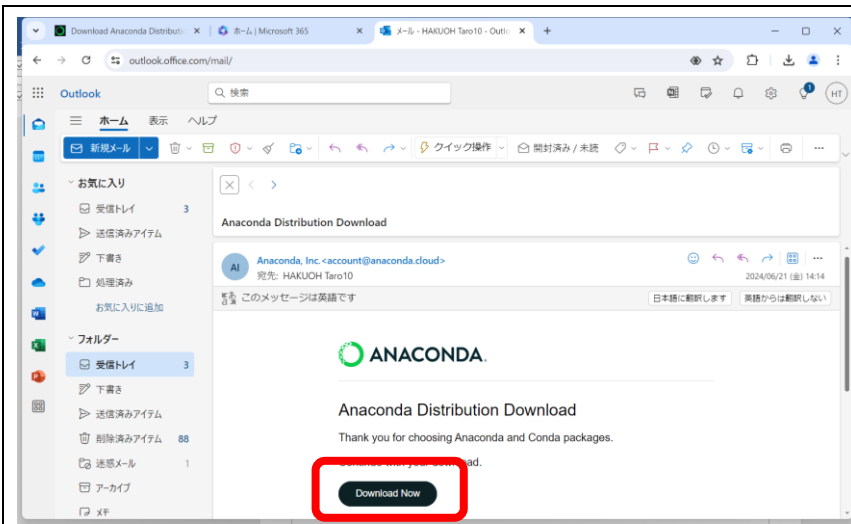 Download Anaconda Distributi
ホーム | Microsoft 365
メール - HAKUOH Taro10 - Outlo
outlook.office.com/mail/
Outlook
検索
HT
ホーム 表示 ヘルプ
新規メール
クイック操作
開封済み / 未読
お気に入り
受信トレイ 3
送信済みアイテム
下書き
処理済み
お気に入りに追加
フォルダー
受信トレイ 3
下書き
送信済みアイテム
削除済みアイテム 88
迷惑メール 1
アーカイブ
メモ
Anaconda Distribution Download
AI
Anaconda, Inc.<account@anaconda.cloud>
宛先: HAKUOH Taro10
2024/06/21 (金) 14:14
このメッセージは英語です
日本語に翻訳します
英語からは翻訳しない
ANACONDA.
Anaconda Distribution Download
Thank you for choosing Anaconda and Conda packages.
with your download.
Download Now